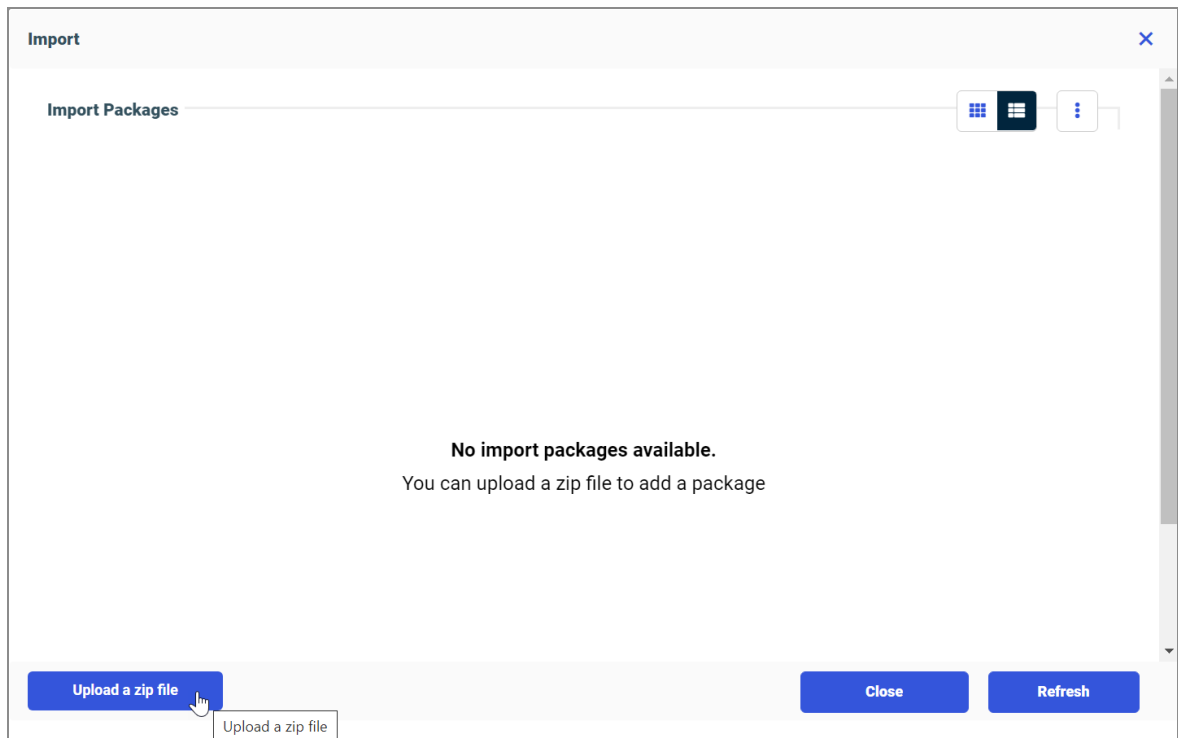 Import
Import Packages
No import packages available.
You can upload a zip file to add a package
Upload a zip file
Close
Refresh
Upload a zip file